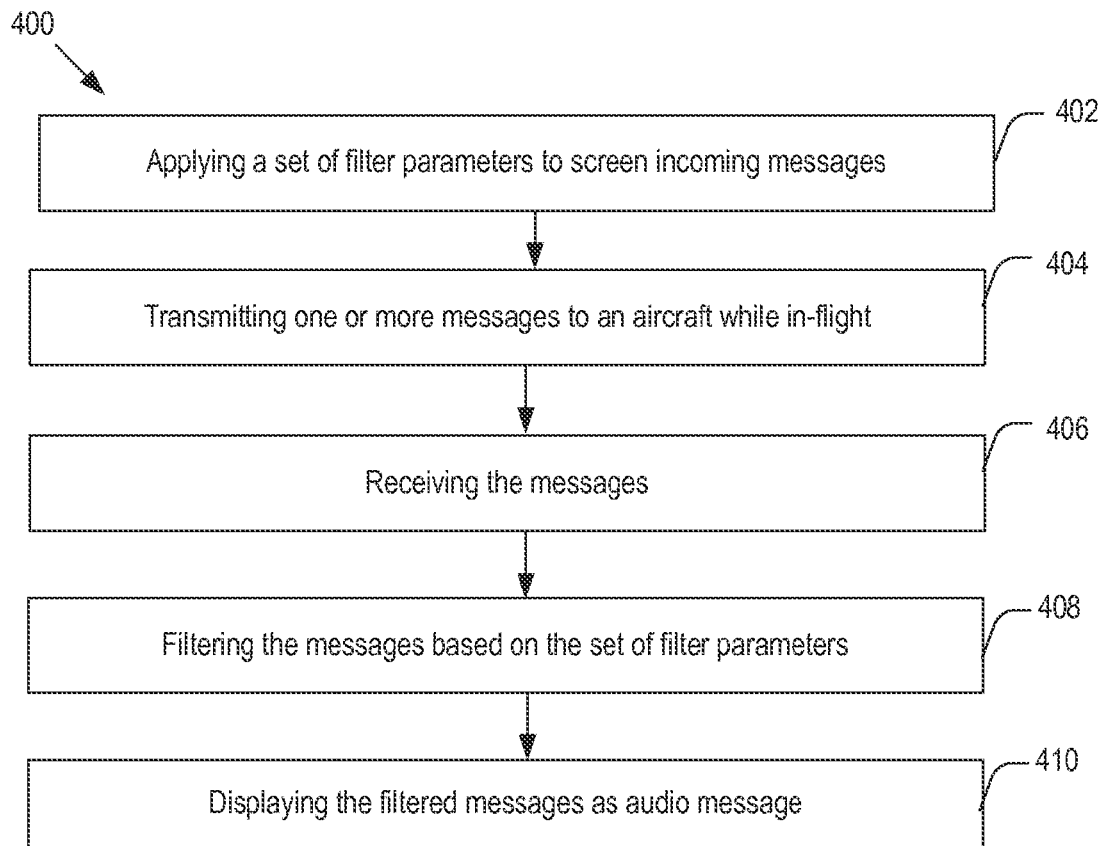 400
402
Applying a set of filter parameters to screen incoming messages
404
Transmitting one or more messages to an aircraft while in-flight
406
Receiving the messages
408
Filtering the messages based on the set of filter parameters
410
Displaying the filtered messages as audio message